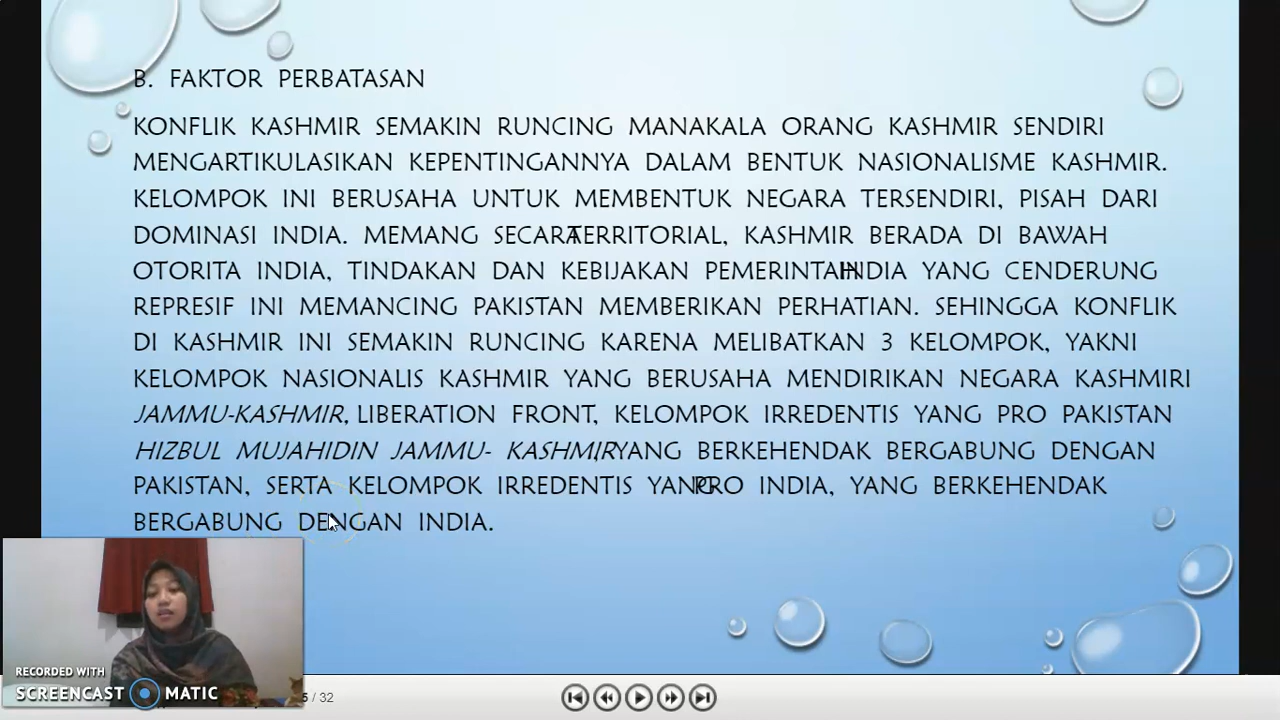 B. FAKTOR PERBATASAN
KONFLIK KASHMIR SEMAKIN RUNCING MANAKALA ORANG KASHMIR SENDIRI
MENGARTIKULASIKAN KEPENTINGANNYA DALAM BENTUK NASIONALISME KASHMIR.
KELOMPOK INI BERUSAHA UNTUK MEMBENTUK NEGARA TERSENDIRI, PISAH DARI
DOMINASI INDIA. MEMANG SECARA TERRITORIAL, KASHMIR BERADA DI BAWAH
OTORITA INDIA, TINDAKAN DAN KEBIJAKAN PEMERINTAH INDIA YANG CENDERUNG
REPRESIF INI MEMANCING PAKISTAN MEMBERIKAN PERHATIAN. SEHINGGA KONFLIK
DI KASHMIR INI SEMAKIN RUNCING KARENA MELIBATKAN 3 KELOMPOK, YAKNI
KELOMPOK NASIONALIS KASHMIR YANG BERUSAHA MENDIRIKAN NEGARA KASHMIRI
JAMMU-KASHMIR, LIBERATION FRONT, KELOMPOK IRREDENTIS YANG PRO PAKISTAN
HIZBUL MUJAHIDIN JAMMU- KASHMIR, YANG BERKEHENDAK BERGABUNG DENGAN
PAKISTAN, SERTA KELOMPOK IRREDENTIS YANG PRO INDIA, YANG BERKEHENDAK
BERGABUNG DENGAN INDIA.
RECORDED WITH
SCREENCAST MATIC
/ 32